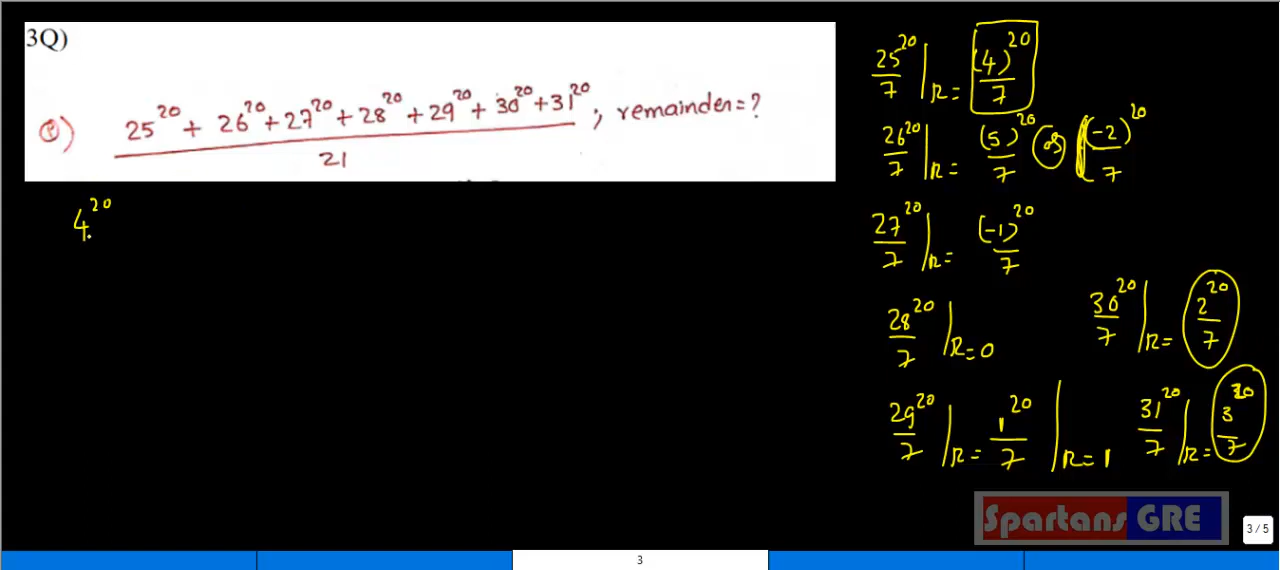 3Q)
Q) 25^20 + 26^20 + 27^20 + 28^20 + 29^20 + 30^20 + 31^20 / 21 ; remainder = ?
4^20
25^20/7 | R = (4)^20/7
26^20/7 | R = (5)^20/7 or (-2)^20/7
27^20/7 | R = (-1)^20/7
28^20/7 | R = 0
30^20/7 | R = 2^20/7
29^20/7 | R = 1^20/7 | R = 1
31^20/7 | R = 3^20/7
Spartans GRE
3 / 5
3